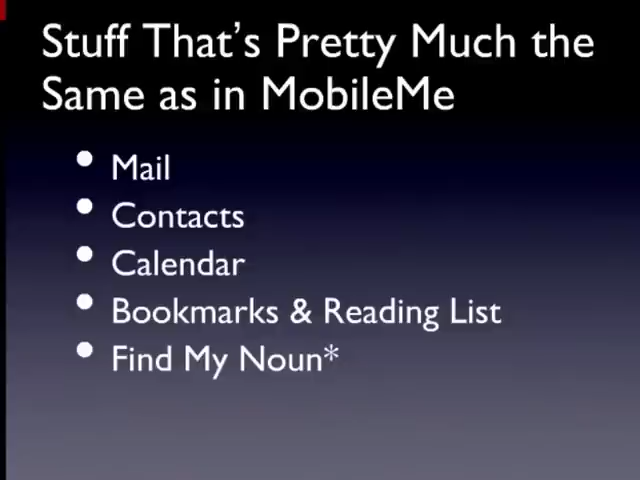 Stuff That's Pretty Much the
Same as in MobileMe
• Mail
• Contacts
• Calendar
• Bookmarks & Reading List
• Find My Noun*